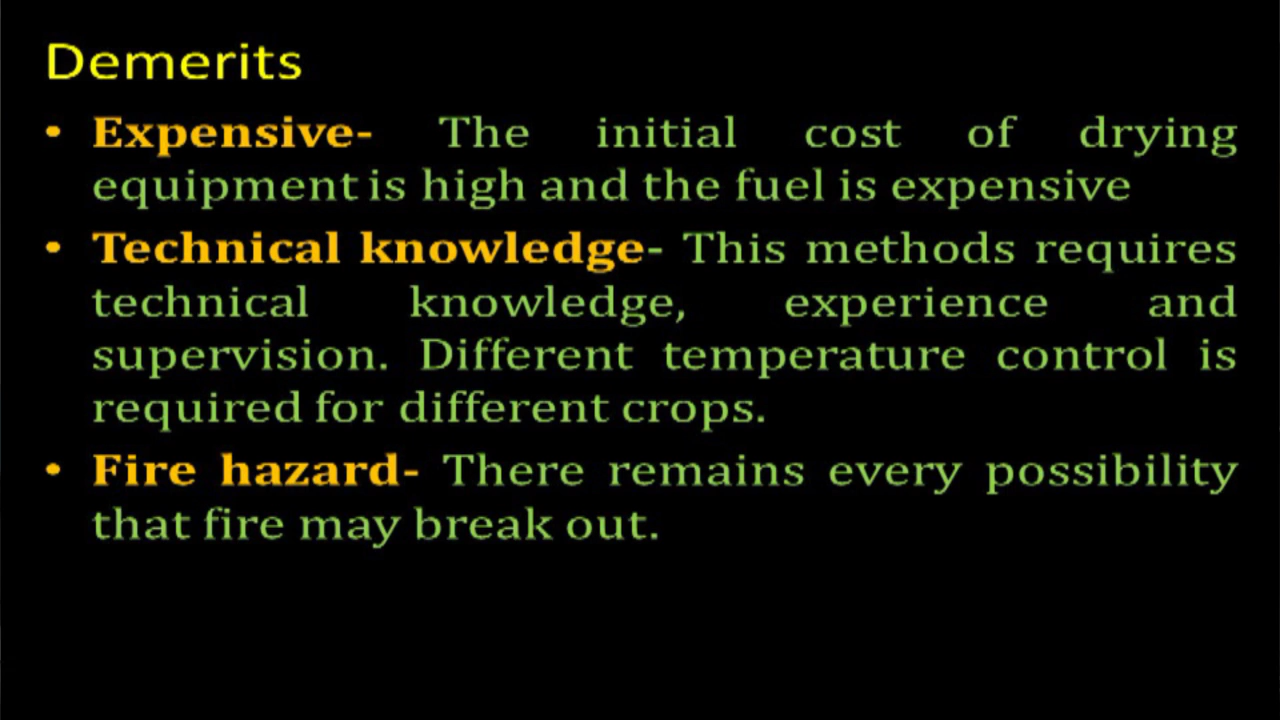 Demerits
• Expensive- The initial cost of drying
equipment is high and the fuel is expensive
• Technical knowledge- This methods requires
technical knowledge, experience and
supervision. Different temperature control is
required for different crops.
• Fire hazard- There remains every possibility
that fire may break out.